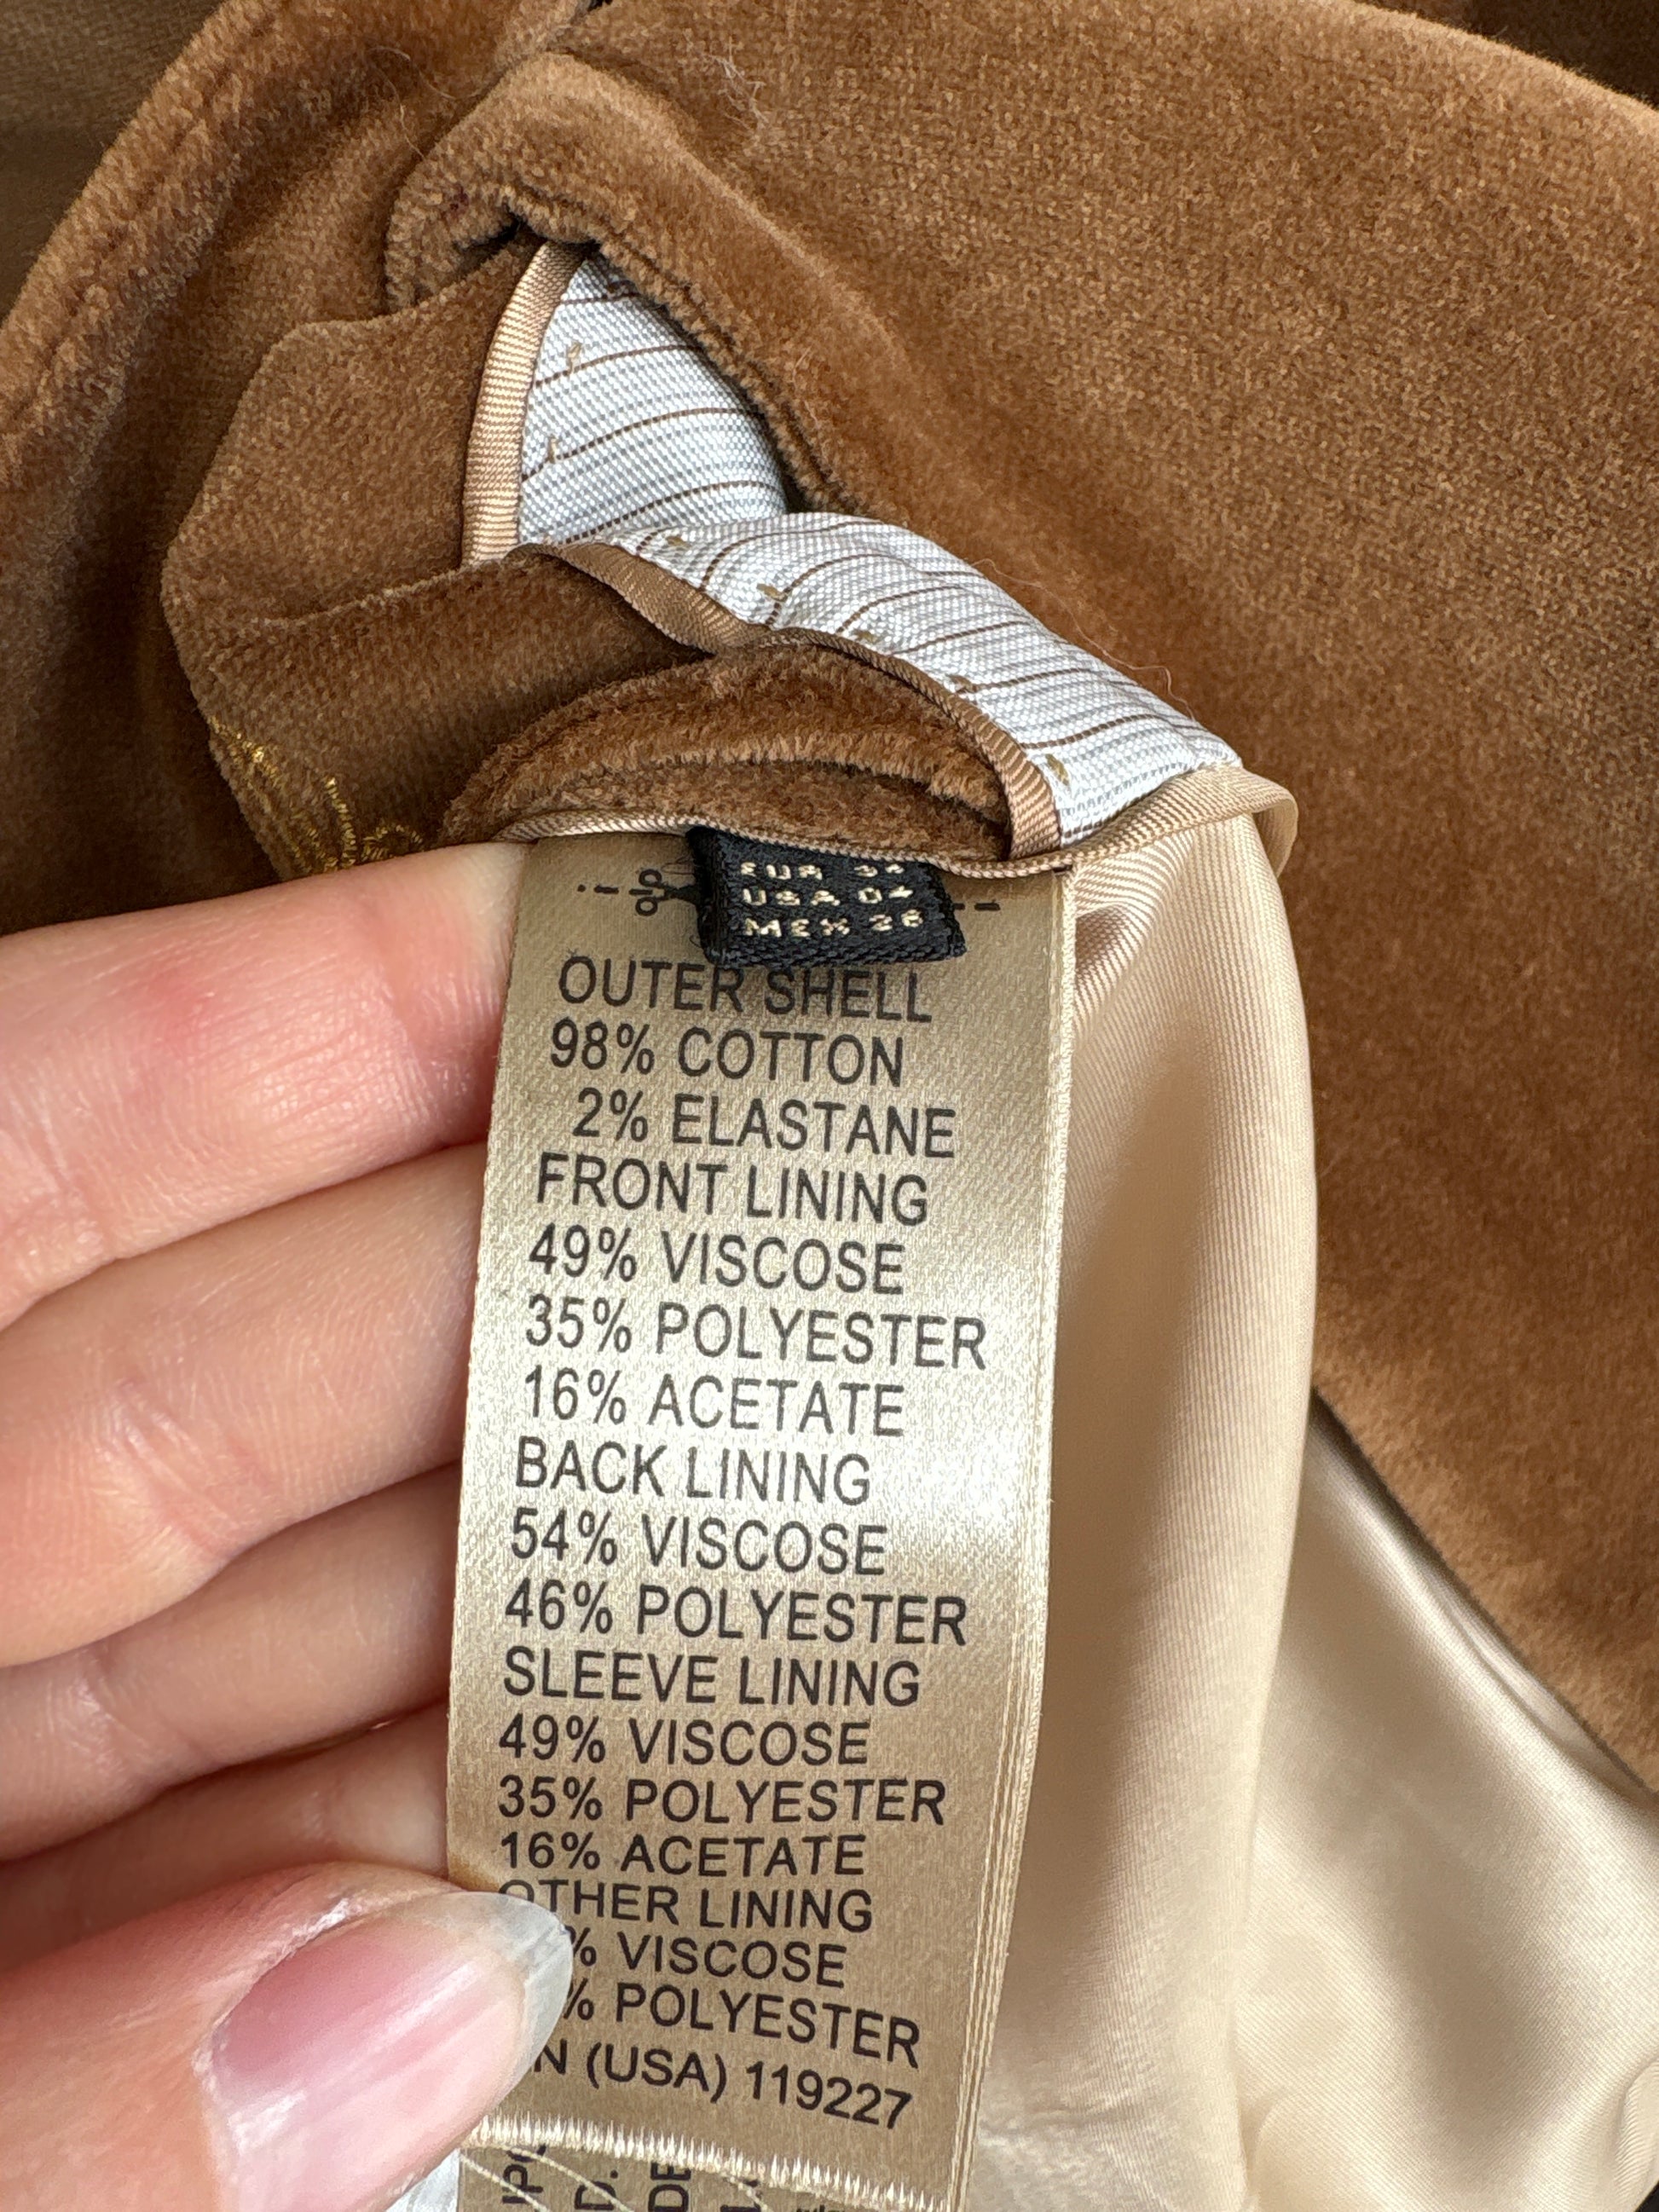 EUR 34
USA 04
MEX 26
OUTER SHELL
98% COTTON
2% ELASTANE
FRONT LINING
49% VISCOSE
35% POLYESTER
16% ACETATE
BACK LINING
54% VISCOSE
46% POLYESTER
SLEEVE LINING
49% VISCOSE
35% POLYESTER
16% ACETATE
OTHER LINING
% VISCOSE
% POLYESTER
N (USA) 119227